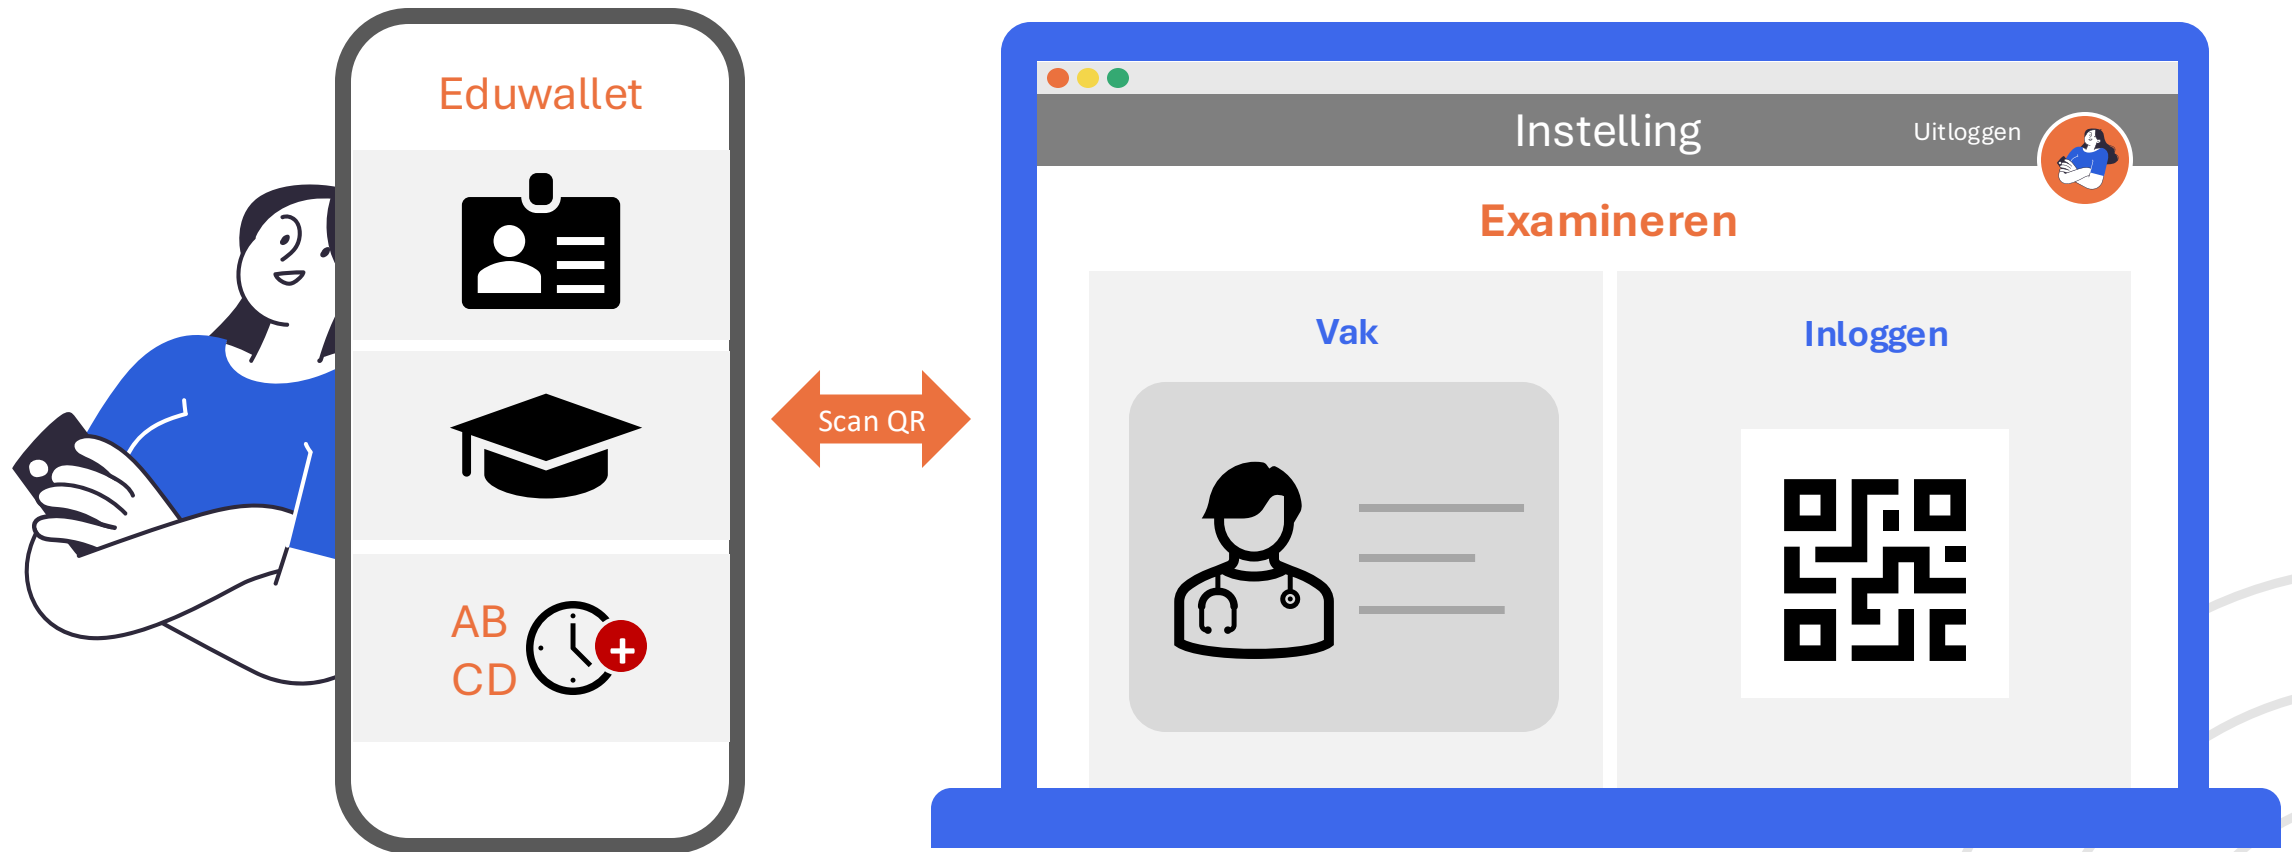 Eduwallet
AB
CD
Scan QR
Instelling
Uitloggen
Examineren
Vak
Inloggen